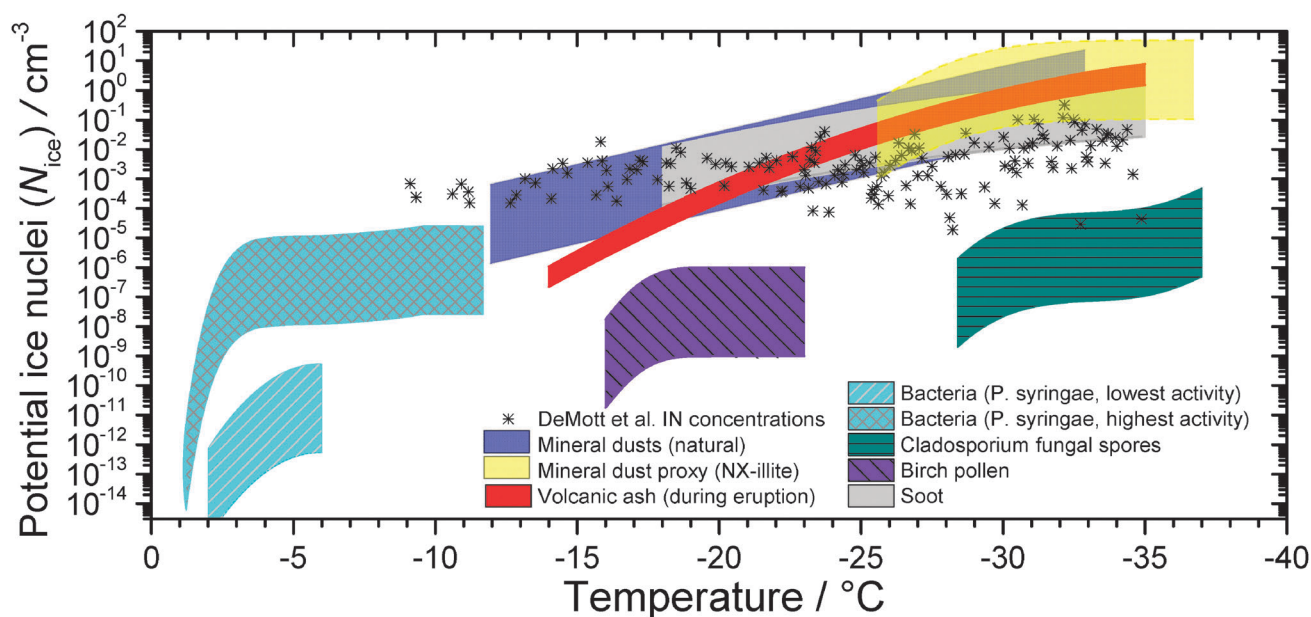 Potential ice nuclei (N_ice) / cm^-3
10^2
10^1
10^0
10^-1
10^-2
10^-3
10^-4
10^-5
10^-6
10^-7
10^-8
10^-9
10^-10
10^-11
10^-12
10^-13
10^-14
DeMott et al. IN concentrations
Mineral dusts (natural)
Mineral dust proxy (NX-illite)
Volcanic ash (during eruption)
Bacteria (P. syringae, lowest activity)
Bacteria (P. syringae, highest activity)
Cladosporium fungal spores
Birch pollen
Soot
0 -5 -10 -15 -20 -25 -30 -35 -40
Temperature / °C